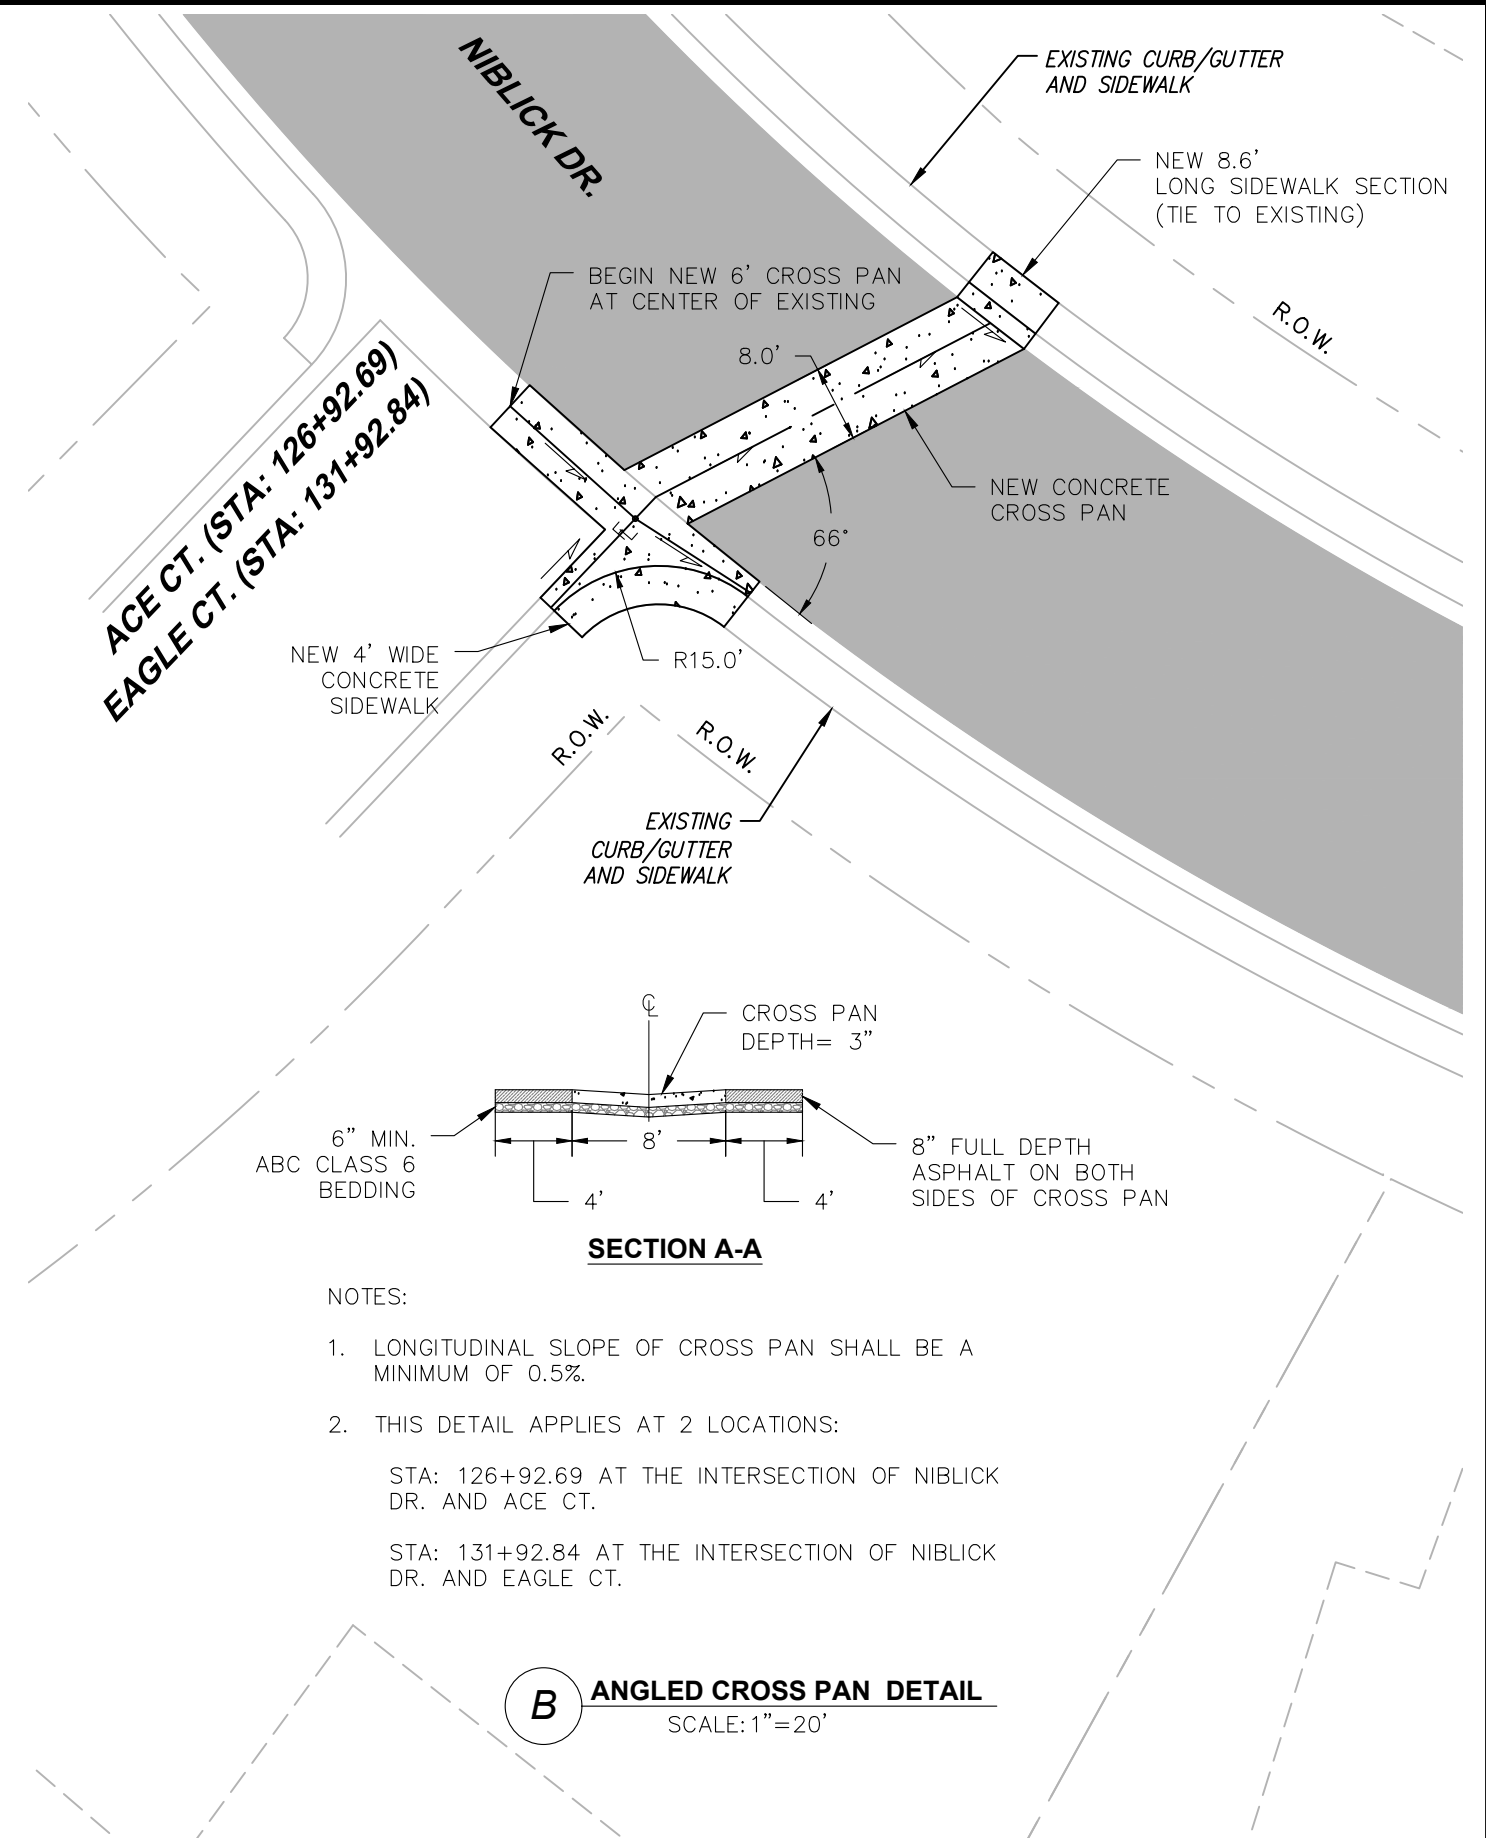 NIBLICK DR.
EXISTING CURB/GUTTER
AND SIDEWALK
NEW 8.6'
LONG SIDEWALK SECTION
(TIE TO EXISTING)
BEGIN NEW 6' CROSS PAN
AT CENTER OF EXISTING
R.O.W.
8.0'
ACE CT. (STA: 126+92.69)
EAGLE CT. (STA: 131+92.84)
NEW CONCRETE
CROSS PAN
66°
NEW 4' WIDE
CONCRETE
SIDEWALK
R15.0'
R.O.W.
R.O.W.
EXISTING
CURB/GUTTER
AND SIDEWALK
℄
CROSS PAN
DEPTH= 3"
6" MIN.
ABC CLASS 6
BEDDING
8'
4'
4'
8" FULL DEPTH
ASPHALT ON BOTH
SIDES OF CROSS PAN
SECTION A-A
NOTES:
1. LONGITUDINAL SLOPE OF CROSS PAN SHALL BE A
MINIMUM OF 0.5%.
2. THIS DETAIL APPLIES AT 2 LOCATIONS:
STA: 126+92.69 AT THE INTERSECTION OF NIBLICK
DR. AND ACE CT.
STA: 131+92.84 AT THE INTERSECTION OF NIBLICK
DR. AND EAGLE CT.
B
ANGLED CROSS PAN DETAIL
SCALE: 1"=20'